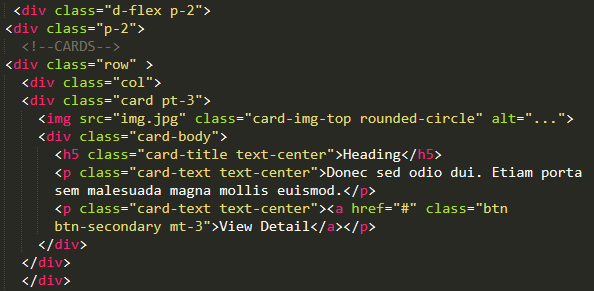 <div class="d-flex p-2">
<div class="p-2">
<!--CARDS-->
<div class="row" >
<div class="col">
<div class="card pt-3">
<img src="img.jpg" class="card-img-top rounded-circle" alt="...">
<div class="card-body">
<h5 class="card-title text-center">Heading</h5>
<p class="card-text text-center">Donec sed odio dui. Etiam porta
sem malesuada magna mollis euismod.</p>
<p class="card-text text-center"><a href="#" class="btn
btn-secondary mt-3">View Detail</a></p>
</div>
</div>
</div>